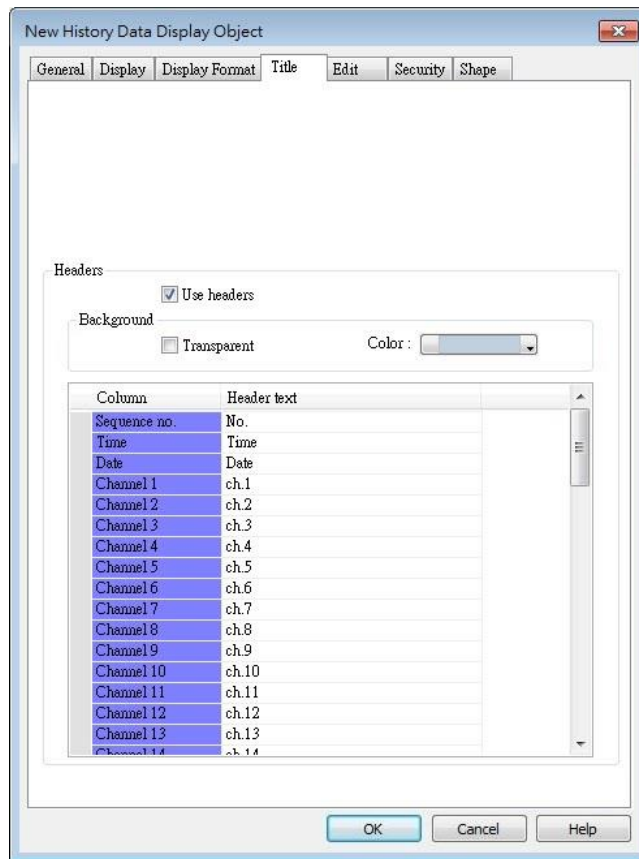 New History Data Display Object
General Display Display Format Title Edit Security Shape
Headers
Use headers
Background
Transparent Color :
Column Header text
Sequence no. No.
Time Time
Date Date
Channel 1 ch.1
Channel 2 ch.2
Channel 3 ch.3
Channel 4 ch.4
Channel 5 ch.5
Channel 6 ch.6
Channel 7 ch.7
Channel 8 ch.8
Channel 9 ch.9
Channel 10 ch.10
Channel 11 ch.11
Channel 12 ch.12
Channel 13 ch.13
Channel 14 ch.14
OK Cancel Help